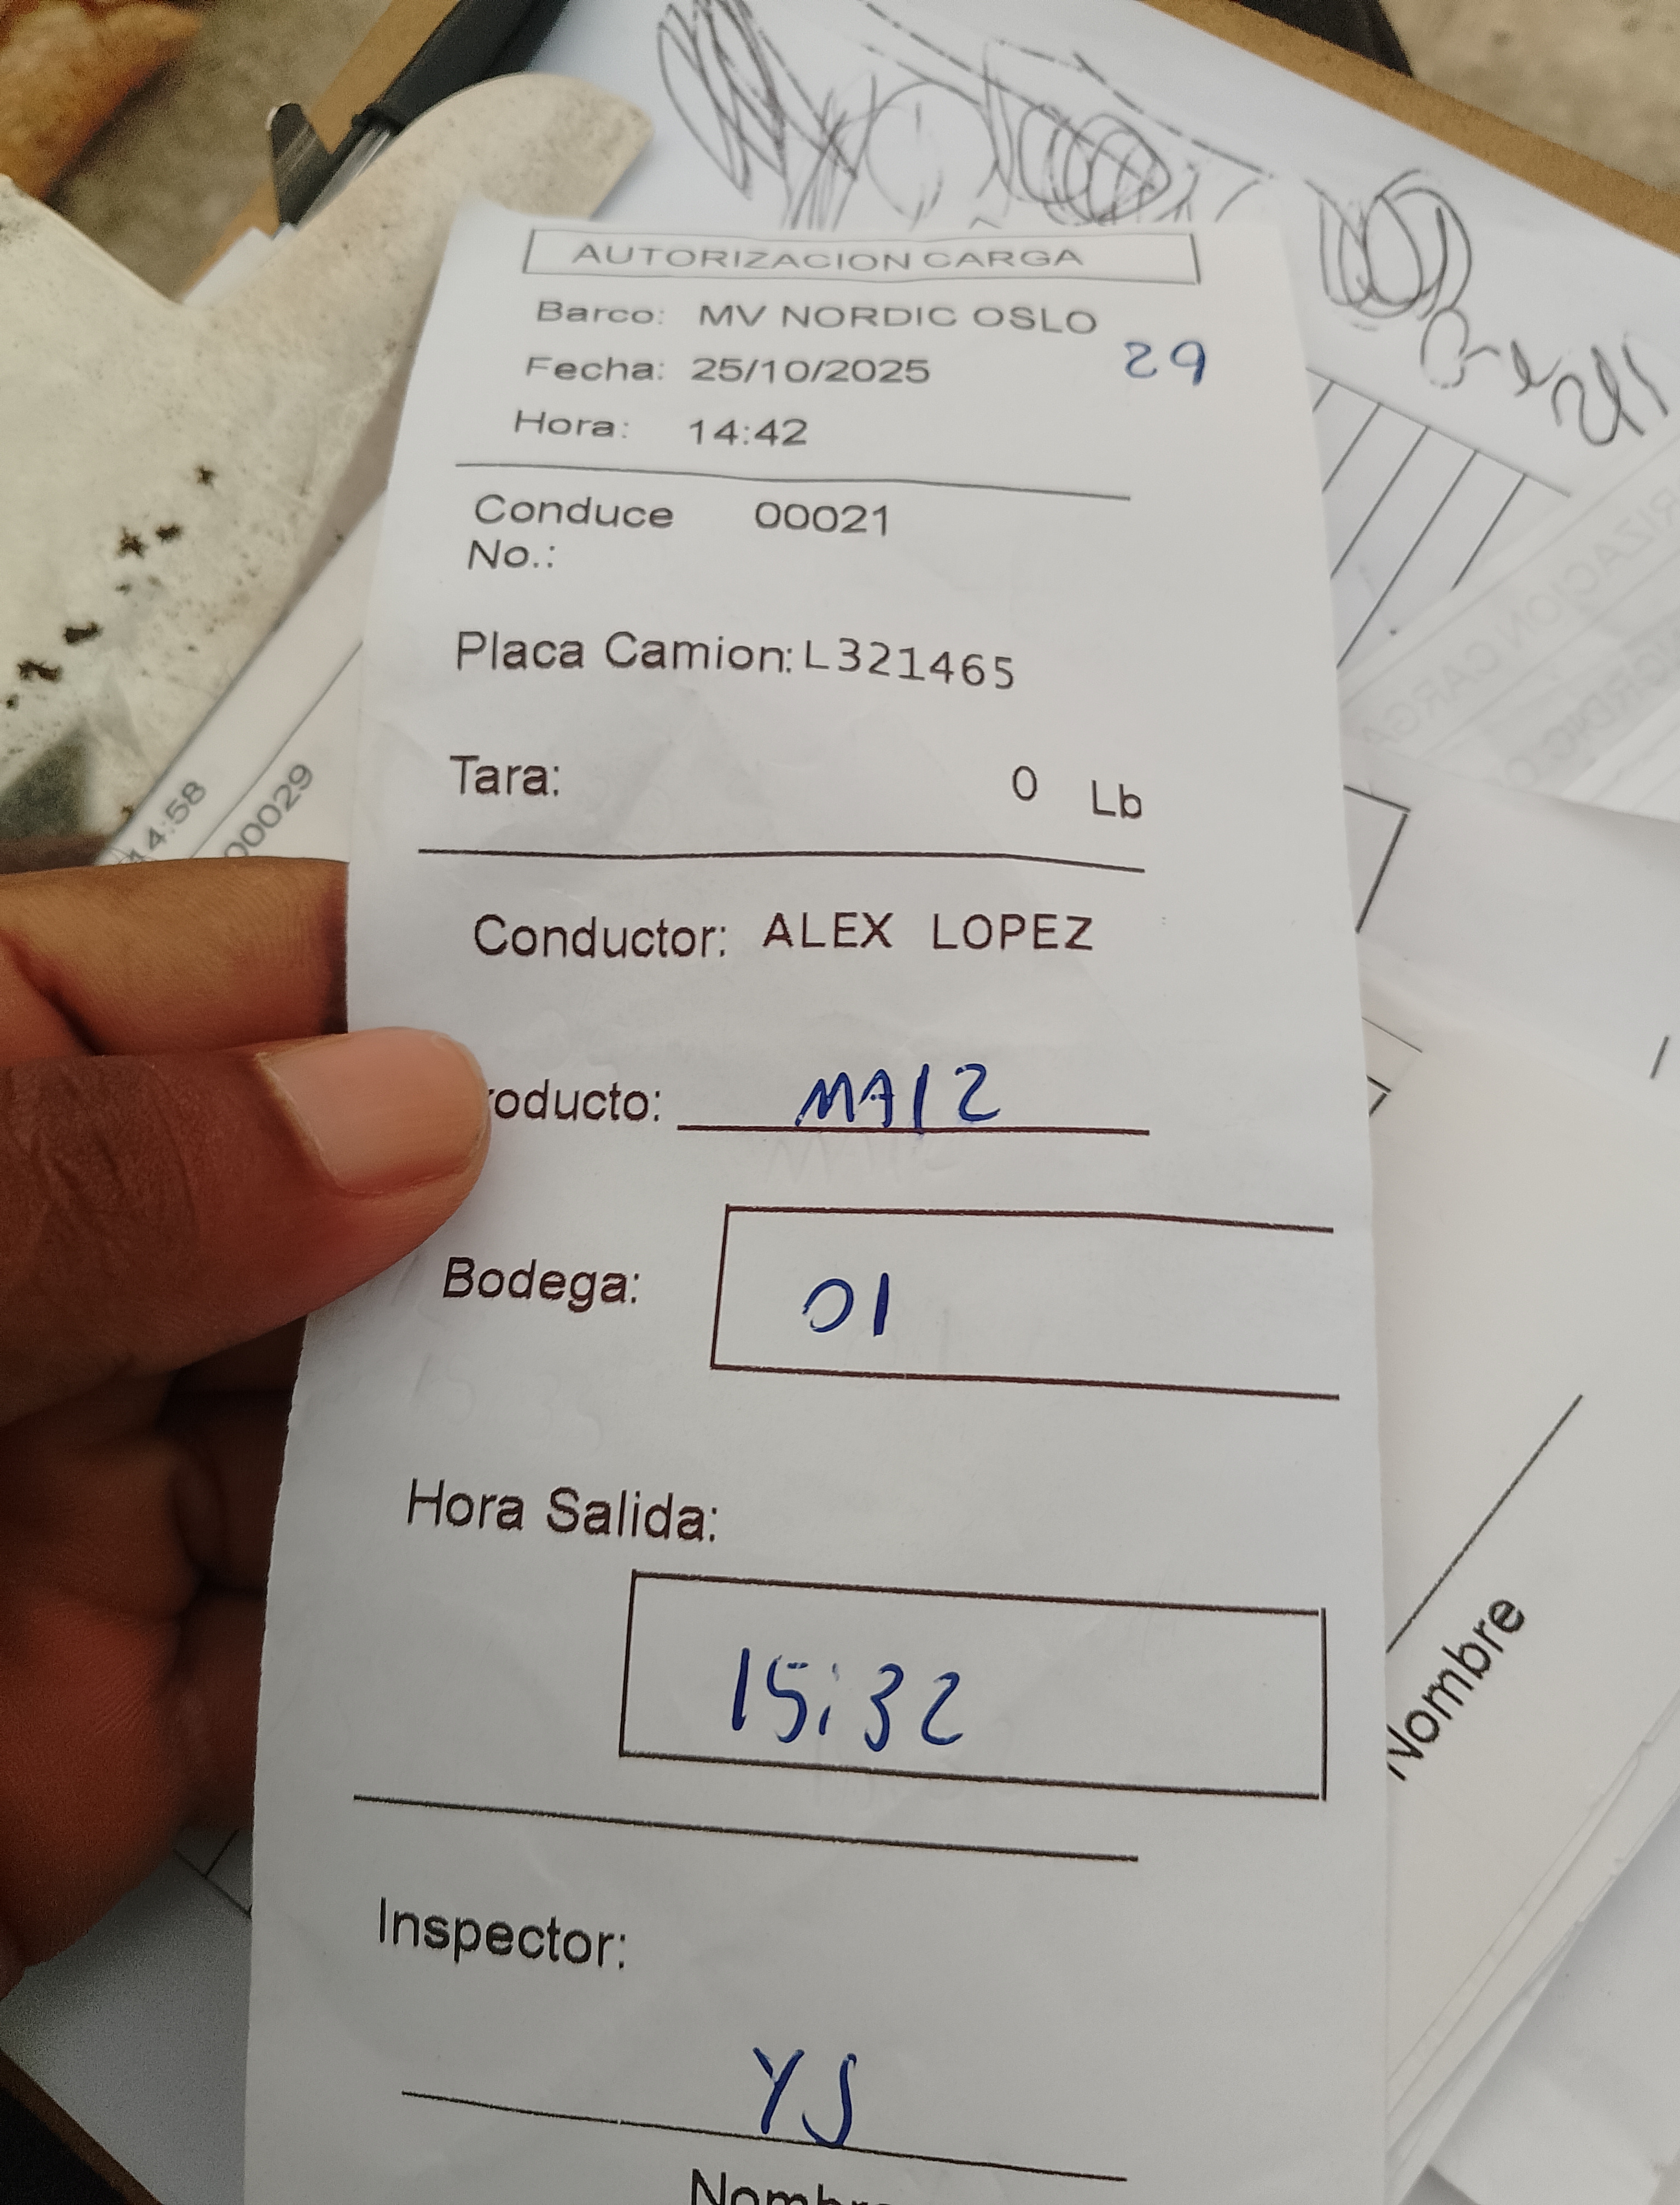 AUTORIZACION CARGA
Barco: MV NORDIC OSLO
29
Fecha: 25/10/2025
Hora: 14:42
Conduce 00021
No.:
Placa Camion: L321465
Tara: 0 Lb
Conductor: ALEX LOPEZ
roducto: MAIZ
Bodega: 01
Hora Salida:
15:32
Inspector:
YS
Nombr
14:58
00029
Nombre